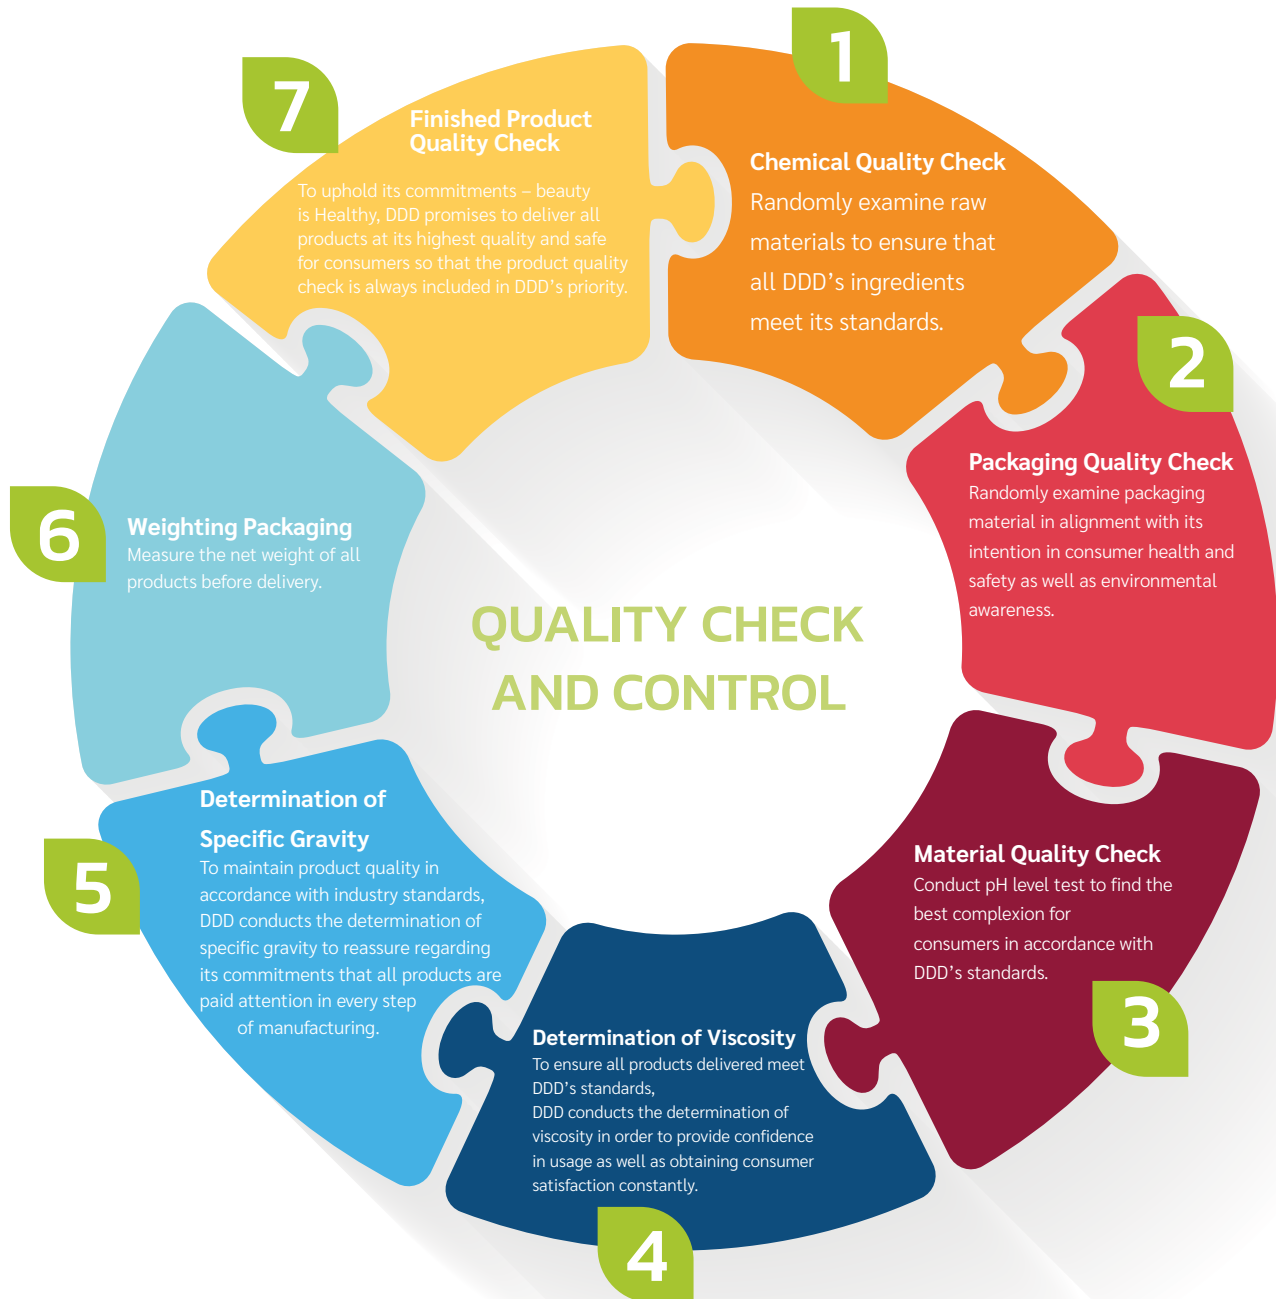 QUALITY CHECK
AND CONTROL
1
Chemical Quality Check
Randomly examine raw
materials to ensure that
all DDD's ingredients
meet its standards.
2
Packaging Quality Check
Randomly examine packaging
material in alignment with its
intention in consumer health and
safety as well as environmental
awareness.
3
Material Quality Check
Conduct pH level test to find the
best complexion for
consumers in accordance with
DDD's standards.
4
Determination of Viscosity
To ensure all products delivered meet
DDD's standards,
DDD conducts the determination of
viscosity in order to provide confidence
in usage as well as obtaining consumer
satisfaction constantly.
5
Determination of
Specific Gravity
To maintain product quality in
accordance with industry standards,
DDD conducts the determination of
specific gravity to reassure regarding
its commitments that all products are
paid attention in every step
of manufacturing.
6
Weighting Packaging
Measure the net weight of all
products before delivery.
7
Finished Product
Quality Check
To uphold its commitments – beauty
is Healthy, DDD promises to deliver all
products at its highest quality and safe
for consumers so that the product quality
check is always included in DDD's priority.